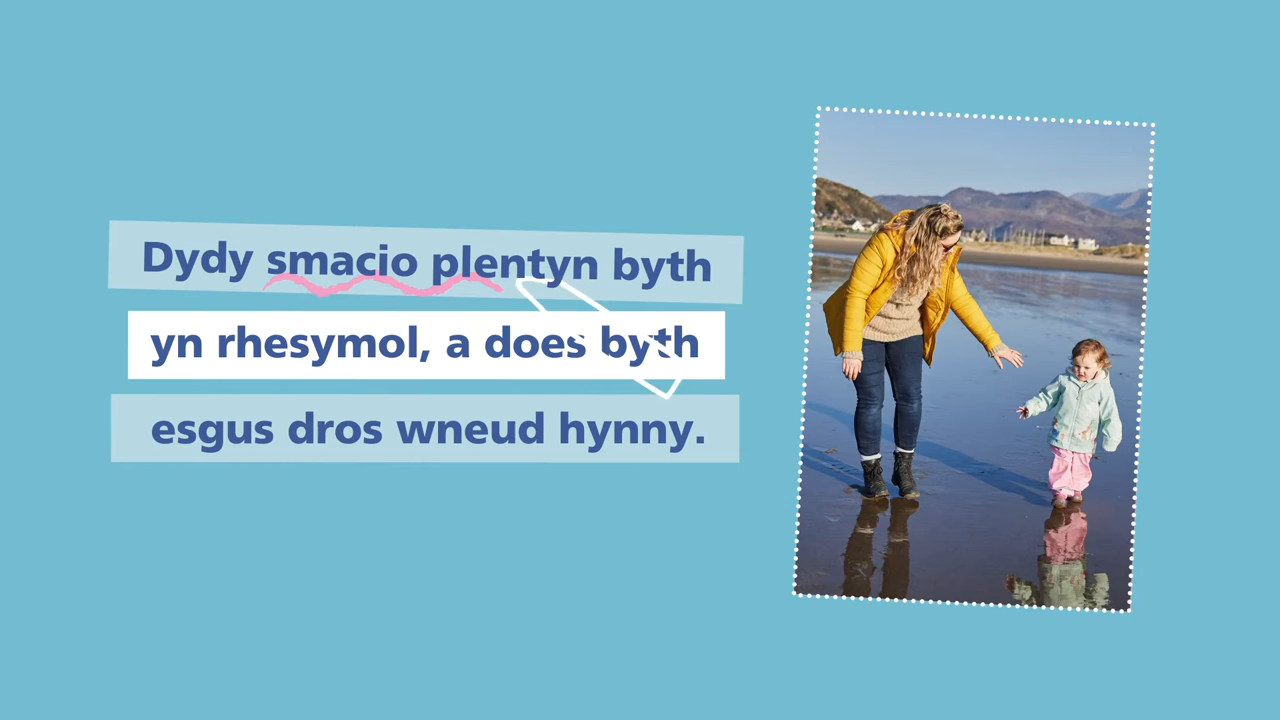 Dydy smacio plentyn byth
yn rhesymol, a does byth
esgus dros wneud hynny.